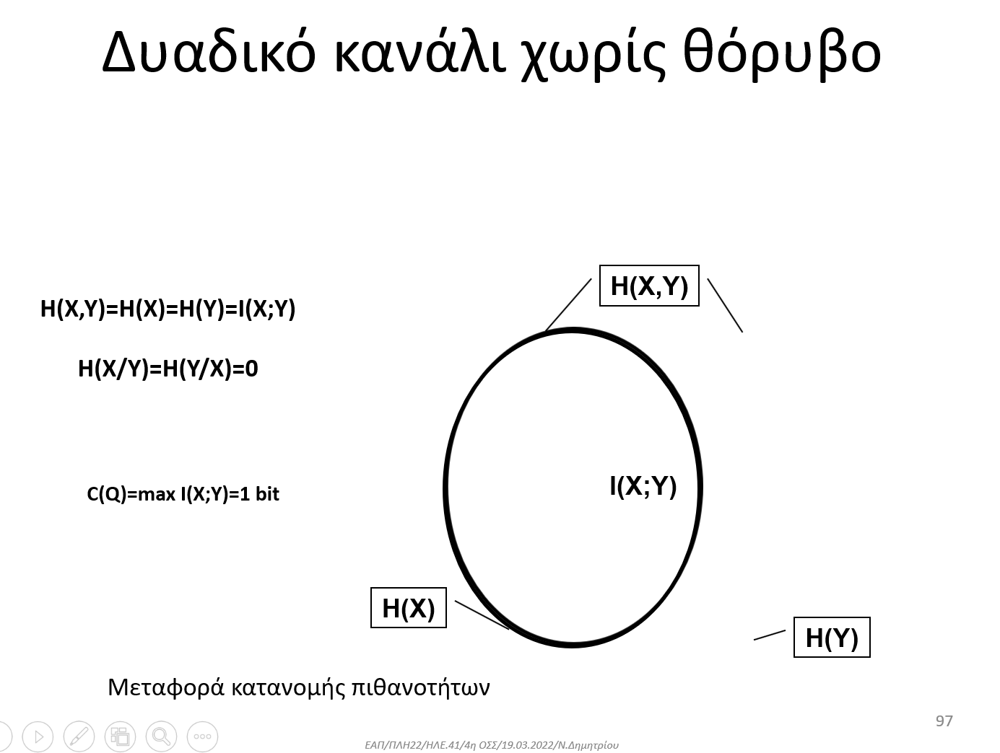 Δυαδικό κανάλι χωρίς θόρυβο
H(X,Y)
H(X,Y)=H(X)=H(Y)=I(X;Y)
H(X/Y)=H(Y/X)=0
I(X;Y)
C(Q)=max I(X;Y)=1 bit
H(X)
H(Y)
Μεταφορά κατανομής πιθανοτήτων
97
ΕΑΠ/ΠΛΗ22/ΗΛΕ.41/4η ΟΣΣ/19.03.2022/Ν.Δημητρίου